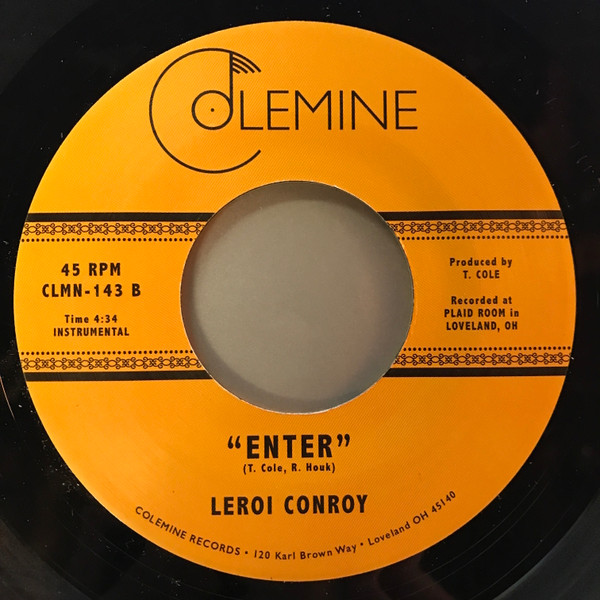 COLEMINE
45 RPM
CLMN-143 B
Time 4:34
INSTRUMENTAL
Produced by
T. COLE
Recorded at
PLAID ROOM in
LOVELAND, OH
“ENTER”
(T. Cole, R. Houk)
LEROI CONROY
COLEMINE RECORDS • 120 Karl Brown Way • Loveland OH 45140